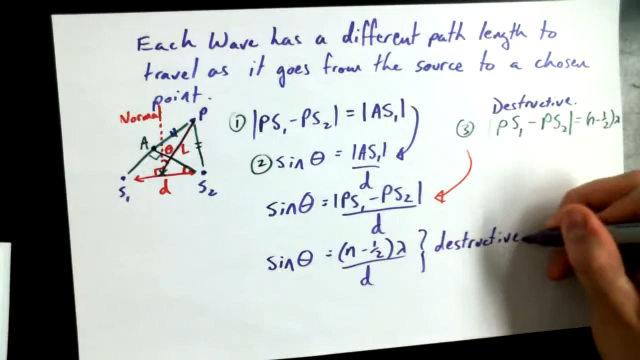 Each Wave has a different path length to
travel as it goes from the source to a chosen
point.
Normal
P
A
θ
L
S₁
d
S₂
① |PS₁ - PS₂| = |AS₁|
② sin θ = |AS₁| / d
sin θ = |PS₁ - PS₂| / d
sin θ = (n - ½)λ / d } destructive
Destructive.
③ |PS₁ - PS₂| = (n - ½)λ